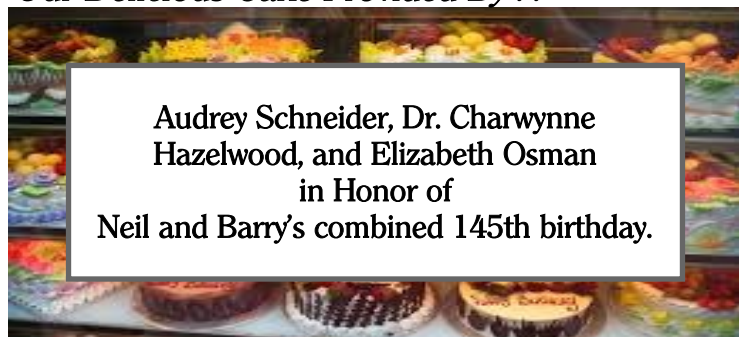 Our Delicious Cake Provided By . .
Audrey Schneider, Dr. Charwynne
Hazelwood, and Elizabeth Osman
in Honor of
Neil and Barry's combined 145th birthday.